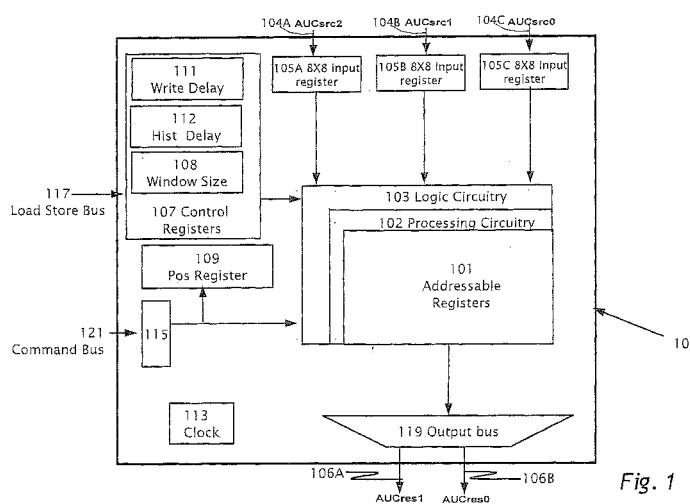 104A AUCsrc2
104B AUCsrc1
104C AUCsrc0
105A 8X8 input
register
105B 8X8 input
register
105C 8X8 input
register
111
Write Delay
112
Hist Delay
108
Window Size
107 Control
Registers
117
Load Store Bus
103 Logic Circuitry
102 Processing Circuitry
101
Addressable
Registers
109
Pos Register
121
Command Bus
115
10
113
Clock
119 Output bus
106A
106B
AUCres1
AUCres0
Fig. 1